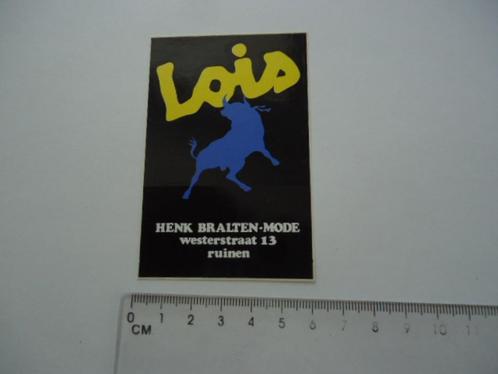 Lois
HENK BRALTEN-MODE
westerstraat 13
ruinen
0 1 2 3 4 5 6 7 8 9 10 11
CM